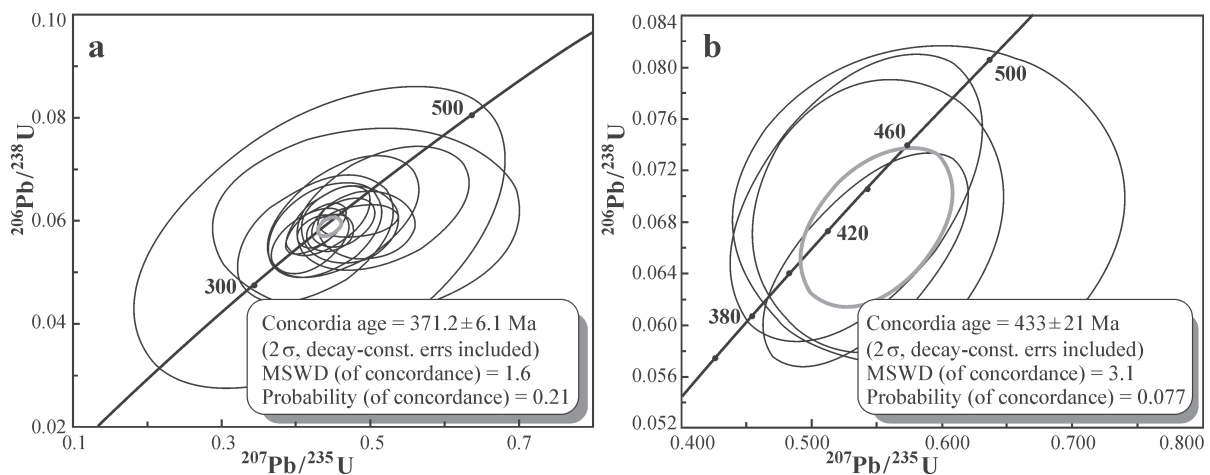 a
0.10
0.08
0.06
0.04
0.02
0.1
0.3
0.5
0.7
500
300
206Pb/238U
207Pb/235U
Concordia age = 371.2 ± 6.1 Ma
(2 σ, decay-const. errs included)
MSWD (of concordance) = 1.6
Probability (of concordance) = 0.21
b
0.084
0.080
0.076
0.072
0.068
0.064
0.060
0.056
0.052
0.400
0.500
0.600
0.700
0.800
500
460
420
380
206Pb/238U
207Pb/235U
Concordia age = 433 ± 21 Ma
(2 σ, decay-const. errs included)
MSWD (of concordance) = 3.1
Probability (of concordance) = 0.077